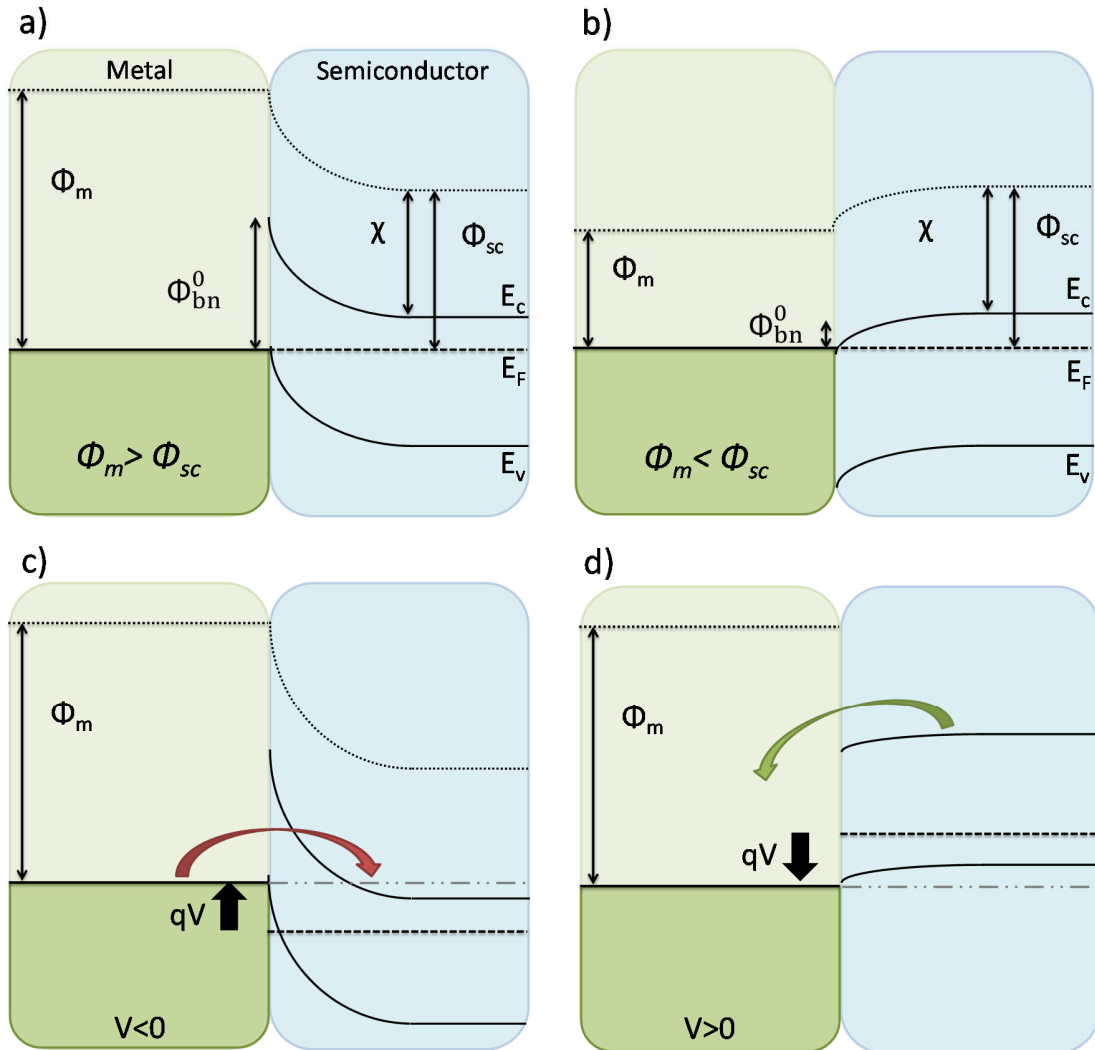 a)
Metal
Semiconductor
Φm
Φ0bn
χ
Φsc
Ec
EF
Ev
Φm> Φsc
b)
Φm
Φ0bn
χ
Φsc
Ec
EF
Ev
Φm< Φsc
c)
Φm
qV
V<0
d)
Φm
qV
V>0